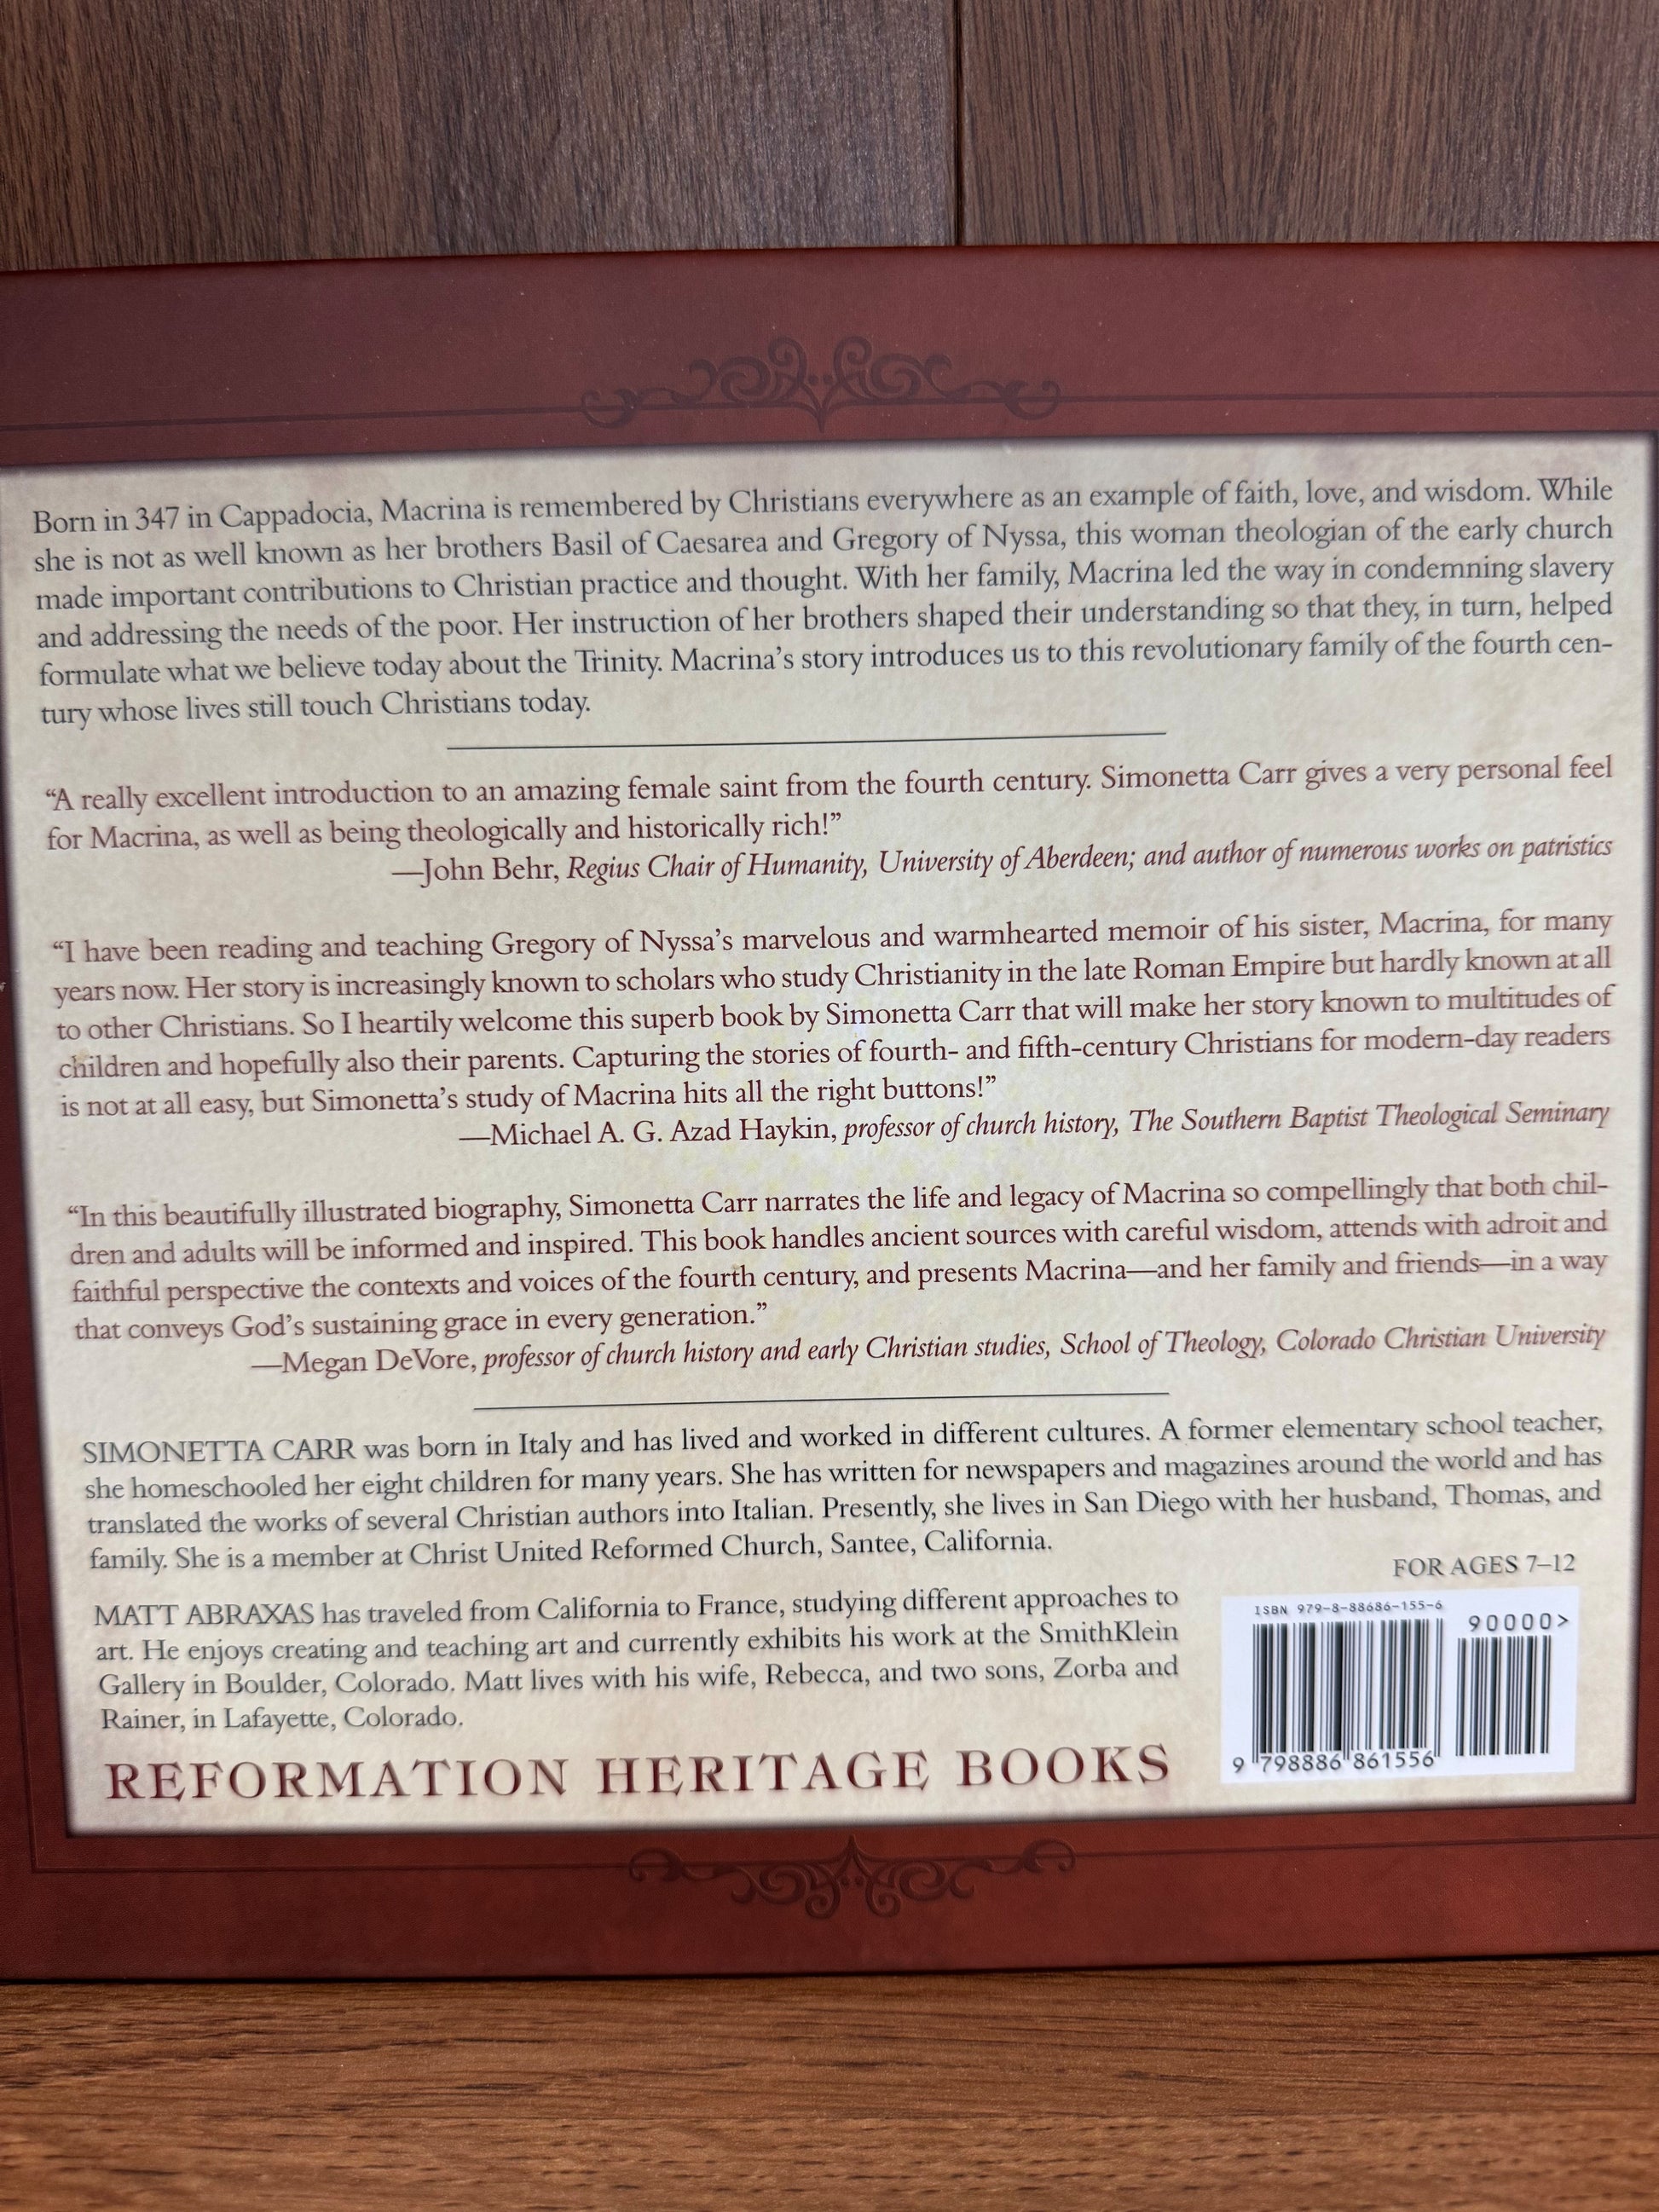 Born in 347 in Cappadocia, Macrina is remembered by Christians everywhere as an example of faith, love, and wisdom. While
she is not as well known as her brothers Basil of Caesarea and Gregory of Nyssa, this woman theologian of the early church
made important contributions to Christian practice and thought. With her family, Macrina led the way in condemning slavery
and addressing the needs of the poor. Her instruction of her brothers shaped their understanding so that they, in turn, helped
formulate what we believe today about the Trinity. Macrina’s story introduces us to this revolutionary family of the fourth cen-
tury whose lives still touch Christians today.
“A really excellent introduction to an amazing female saint from the fourth century. Simonetta Carr gives a very personal feel
for Macrina, as well as being theologically and historically rich!”
—John Behr, Regius Chair of Humanity, University of Aberdeen; and author of numerous works on patristics
“I have been reading and teaching Gregory of Nyssa’s marvelous and warmhearted memoir of his sister, Macrina, for many
years now. Her story is increasingly known to scholars who study Christianity in the late Roman Empire but hardly known at all
to other Christians. So I heartily welcome this superb book by Simonetta Carr that will make her story known to multitudes of
children and hopefully also their parents. Capturing the stories of fourth- and fifth-century Christians for modern-day readers
is not at all easy, but Simonetta’s study of Macrina hits all the right buttons!”
—Michael A. G. Azad Haykin, professor of church history, The Southern Baptist Theological Seminary
“In this beautifully illustrated biography, Simonetta Carr narrates the life and legacy of Macrina so compellingly that both chil-
dren and adults will be informed and inspired. This book handles ancient sources with careful wisdom, attends with adroit and
faithful perspective the contexts and voices of the fourth century, and presents Macrina—and her family and friends—in a way
that conveys God’s sustaining grace in every generation.”
—Megan DeVore, professor of church history and early Christian studies, School of Theology, Colorado Christian University
SIMONETTA CARR was born in Italy and has lived and worked in different cultures. A former elementary school teacher,
she homeschooled her eight children for many years. She has written for newspapers and magazines around the world and has
translated the works of several Christian authors into Italian. Presently, she lives in San Diego with her husband, Thomas, and
family. She is a member at Christ United Reformed Church, Santee, California.
MATT ABRAXAS has traveled from California to France, studying different approaches to
art. He enjoys creating and teaching art and currently exhibits his work at the SmithKlein
Gallery in Boulder, Colorado. Matt lives with his wife, Rebecca, and two sons, Zorba and
Rainer, in Lafayette, Colorado.
REFORMATION HERITAGE BOOKS
FOR AGES 7–12
ISBN 979-8-88686-155-6
90000>
9 798886 861556